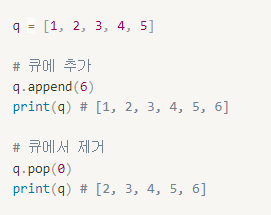 q = [1, 2, 3, 4, 5]
# 큐에 추가
q.append(6)
print(q) # [1, 2, 3, 4, 5, 6]
# 큐에서 제거
q.pop(0)
print(q) # [2, 3, 4, 5, 6]